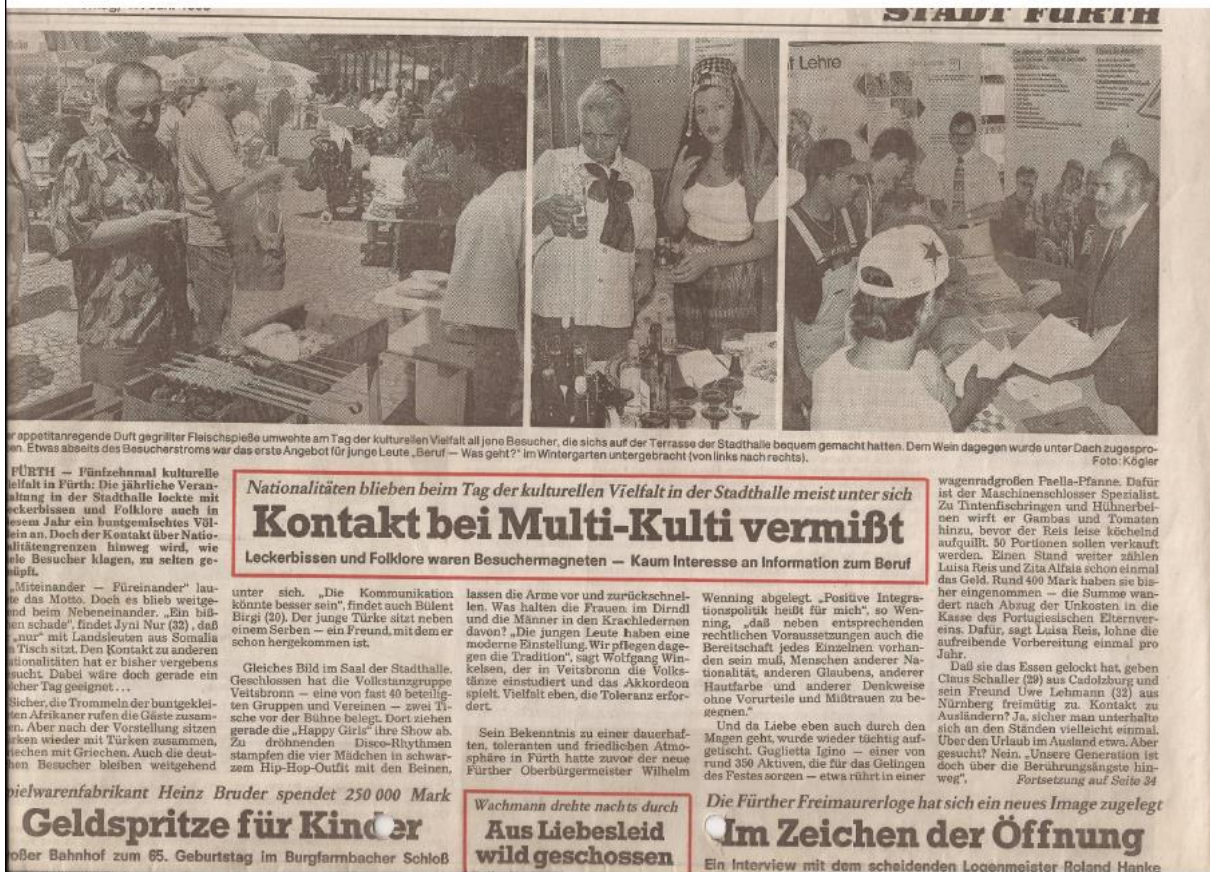 STADT FÜRTH
t Lehre
er appetitanregende Duft gegrillter Fleischspieße umwehte am Tag der kulturellen Vielfalt all jene Besucher, die sichs auf der Terrasse der Stadthalle bequem gemacht hatten. Dem Wein dagegen wurde unter Dach zugespro-
en. Etwas abseits des Besucherstroms war das erste Angebot für junge Leute „Beruf — Was geht?“ im Wintergarten untergebracht (von links nach rechts).
Foto: Kögler
Nationalitäten blieben beim Tag der kulturellen Vielfalt in der Stadthalle meist unter sich
Kontakt bei Multi-Kulti vermißt
Leckerbissen und Folklore waren Besuchermagneten — Kaum Interesse an Information zum Beruf
FÜRTH — Fünfzehnmal kulturelle
ielfalt in Fürth: Die jährliche Veran-
altung in der Stadthalle lockte mit
eckerbissen und Folklore auch in
iesem Jahr ein buntgemischtes Völ-
lein an. Doch der Kontakt über Natio-
alitätengrenzen hinweg wird, wie
ele Besucher klagen, zu selten ge-
nüpft.
„Miteinander — Füreinander“ lau-
te das Motto. Doch es blieb weitge-
end beim Nebeneinander. „Ein biß-
en schade“, findet Jyni Nur (32), daß
„nur“ mit Landsleuten aus Somalia
Tisch sitzt. Den Kontakt zu anderen
ationalitäten hat er bisher vergebens
sucht. Dabei wäre doch gerade ein
lcher Tag geeignet . . .
Sicher, die Trommeln der buntgeklei-
ten Afrikaner rufen die Gäste zusam-
en. Aber nach der Vorstellung sitzen
rken wieder mit Türken zusammen,
iechen mit Griechen. Auch die deut-
hen Besucher bleiben weitgehend
unter sich. „Die Kommunikation
könnte besser sein“, findet auch Bülent
Birgi (20). Der junge Türke sitzt neben
einem Serben — ein Freund, mit dem er
schon hergekommen ist.
Gleiches Bild im Saal der Stadthalle.
Geschlossen hat die Volkstanzgruppe
Veitsbronn — eine von fast 40 beteilig-
ten Gruppen und Vereinen — zwei Ti-
sche vor der Bühne belegt. Dort ziehen
gerade die „Happy Girls“ ihre Show ab.
Zu dröhnenden Disco-Rhythmen
stampfen die vier Mädchen in schwar-
zem Hip-Hop-Outfit mit den Beinen,
lassen die Arme vor und zurückschnel-
len. Was halten die Frauen im Dirndl
und die Männer in den Krachledernen
davon? „Die jungen Leute haben eine
moderne Einstellung. Wir pflegen dage-
gen die Tradition“, sagt Wolfgang Win-
kelsen, der in Veitsbronn die Volks-
tänze einstudiert und das Akkordeon
spielt. Vielfalt eben, die Toleranz erfor-
dert.
Sein Bekenntnis zu einer dauerhaf-
ten, toleranten und friedlichen Atmo-
sphäre in Fürth hatte zuvor der neue
Fürther Oberbürgermeister Wilhelm
Wenning abgelegt. „Positive Integra-
tionspolitik heißt für mich“, so Wen-
ning, „daß neben entsprechenden
rechtlichen Voraussetzungen auch die
Bereitschaft jedes Einzelnen vorhan-
den sein muß, Menschen anderer Na-
tionalität, anderen Glaubens, anderer
Hautfarbe und anderer Denkweise
ohne Vorurteile und Mißtrauen zu be-
gegnen.“
Und da Liebe eben auch durch den
Magen geht, wurde wieder tüchtig auf-
getischt. Guglietta Igino — einer von
rund 350 Aktiven, die für das Gelingen
des Festes sorgen — etwa rührt in einer
wagenradgroßen Paella-Pfanne. Dafür
ist der Maschinenschlosser Spezialist.
Zu Tintenfischringen und Hühnerbei-
nen wirft er Gambas und Tomaten
hinzu, bevor der Reis leise köchelnd
aufquillt. 50 Portionen sollen verkauft
werden. Einen Stand weiter zählen
Luisa Reis und Zita Alfaia schon einmal
das Geld. Rund 400 Mark haben sie bis-
her eingenommen — die Summe wan-
dert nach Abzug der Unkosten in die
Kasse des Portugiesischen Elternver-
eins. Dafür, sagt Luisa Reis, lohne die
aufreibende Vorbereitung einmal pro
Jahr.
Daß sie das Essen gelockt hat, geben
Claus Schaller (29) aus Cadolzburg und
sein Freund Uwe Lehmann (32) aus
Nürnberg freimütig zu. Kontakt zu
Ausländern? Ja, sicher man unterhalte
sich an den Ständen vielleicht einmal.
Über den Urlaub im Ausland etwa. Aber
gesucht? Nein. „Unsere Generation ist
doch über die Berührungsängste hin-
weg“, Fortsetzung auf Seite 34
pielwarenfabrikant Heinz Bruder spendet 250 000 Mark
Geldspritze für Kinder
oßer Bahnhof zum 65. Geburtstag im Burgfarrnbacher Schloß
Wachmann drehte nachts durch
Aus Liebesleid
wild geschossen
Die Fürther Freimaurerloge hat sich ein neues Image zugelegt
Im Zeichen der Öffnung
Ein Interview mit dem scheidenden Logenmeister Roland Hanke